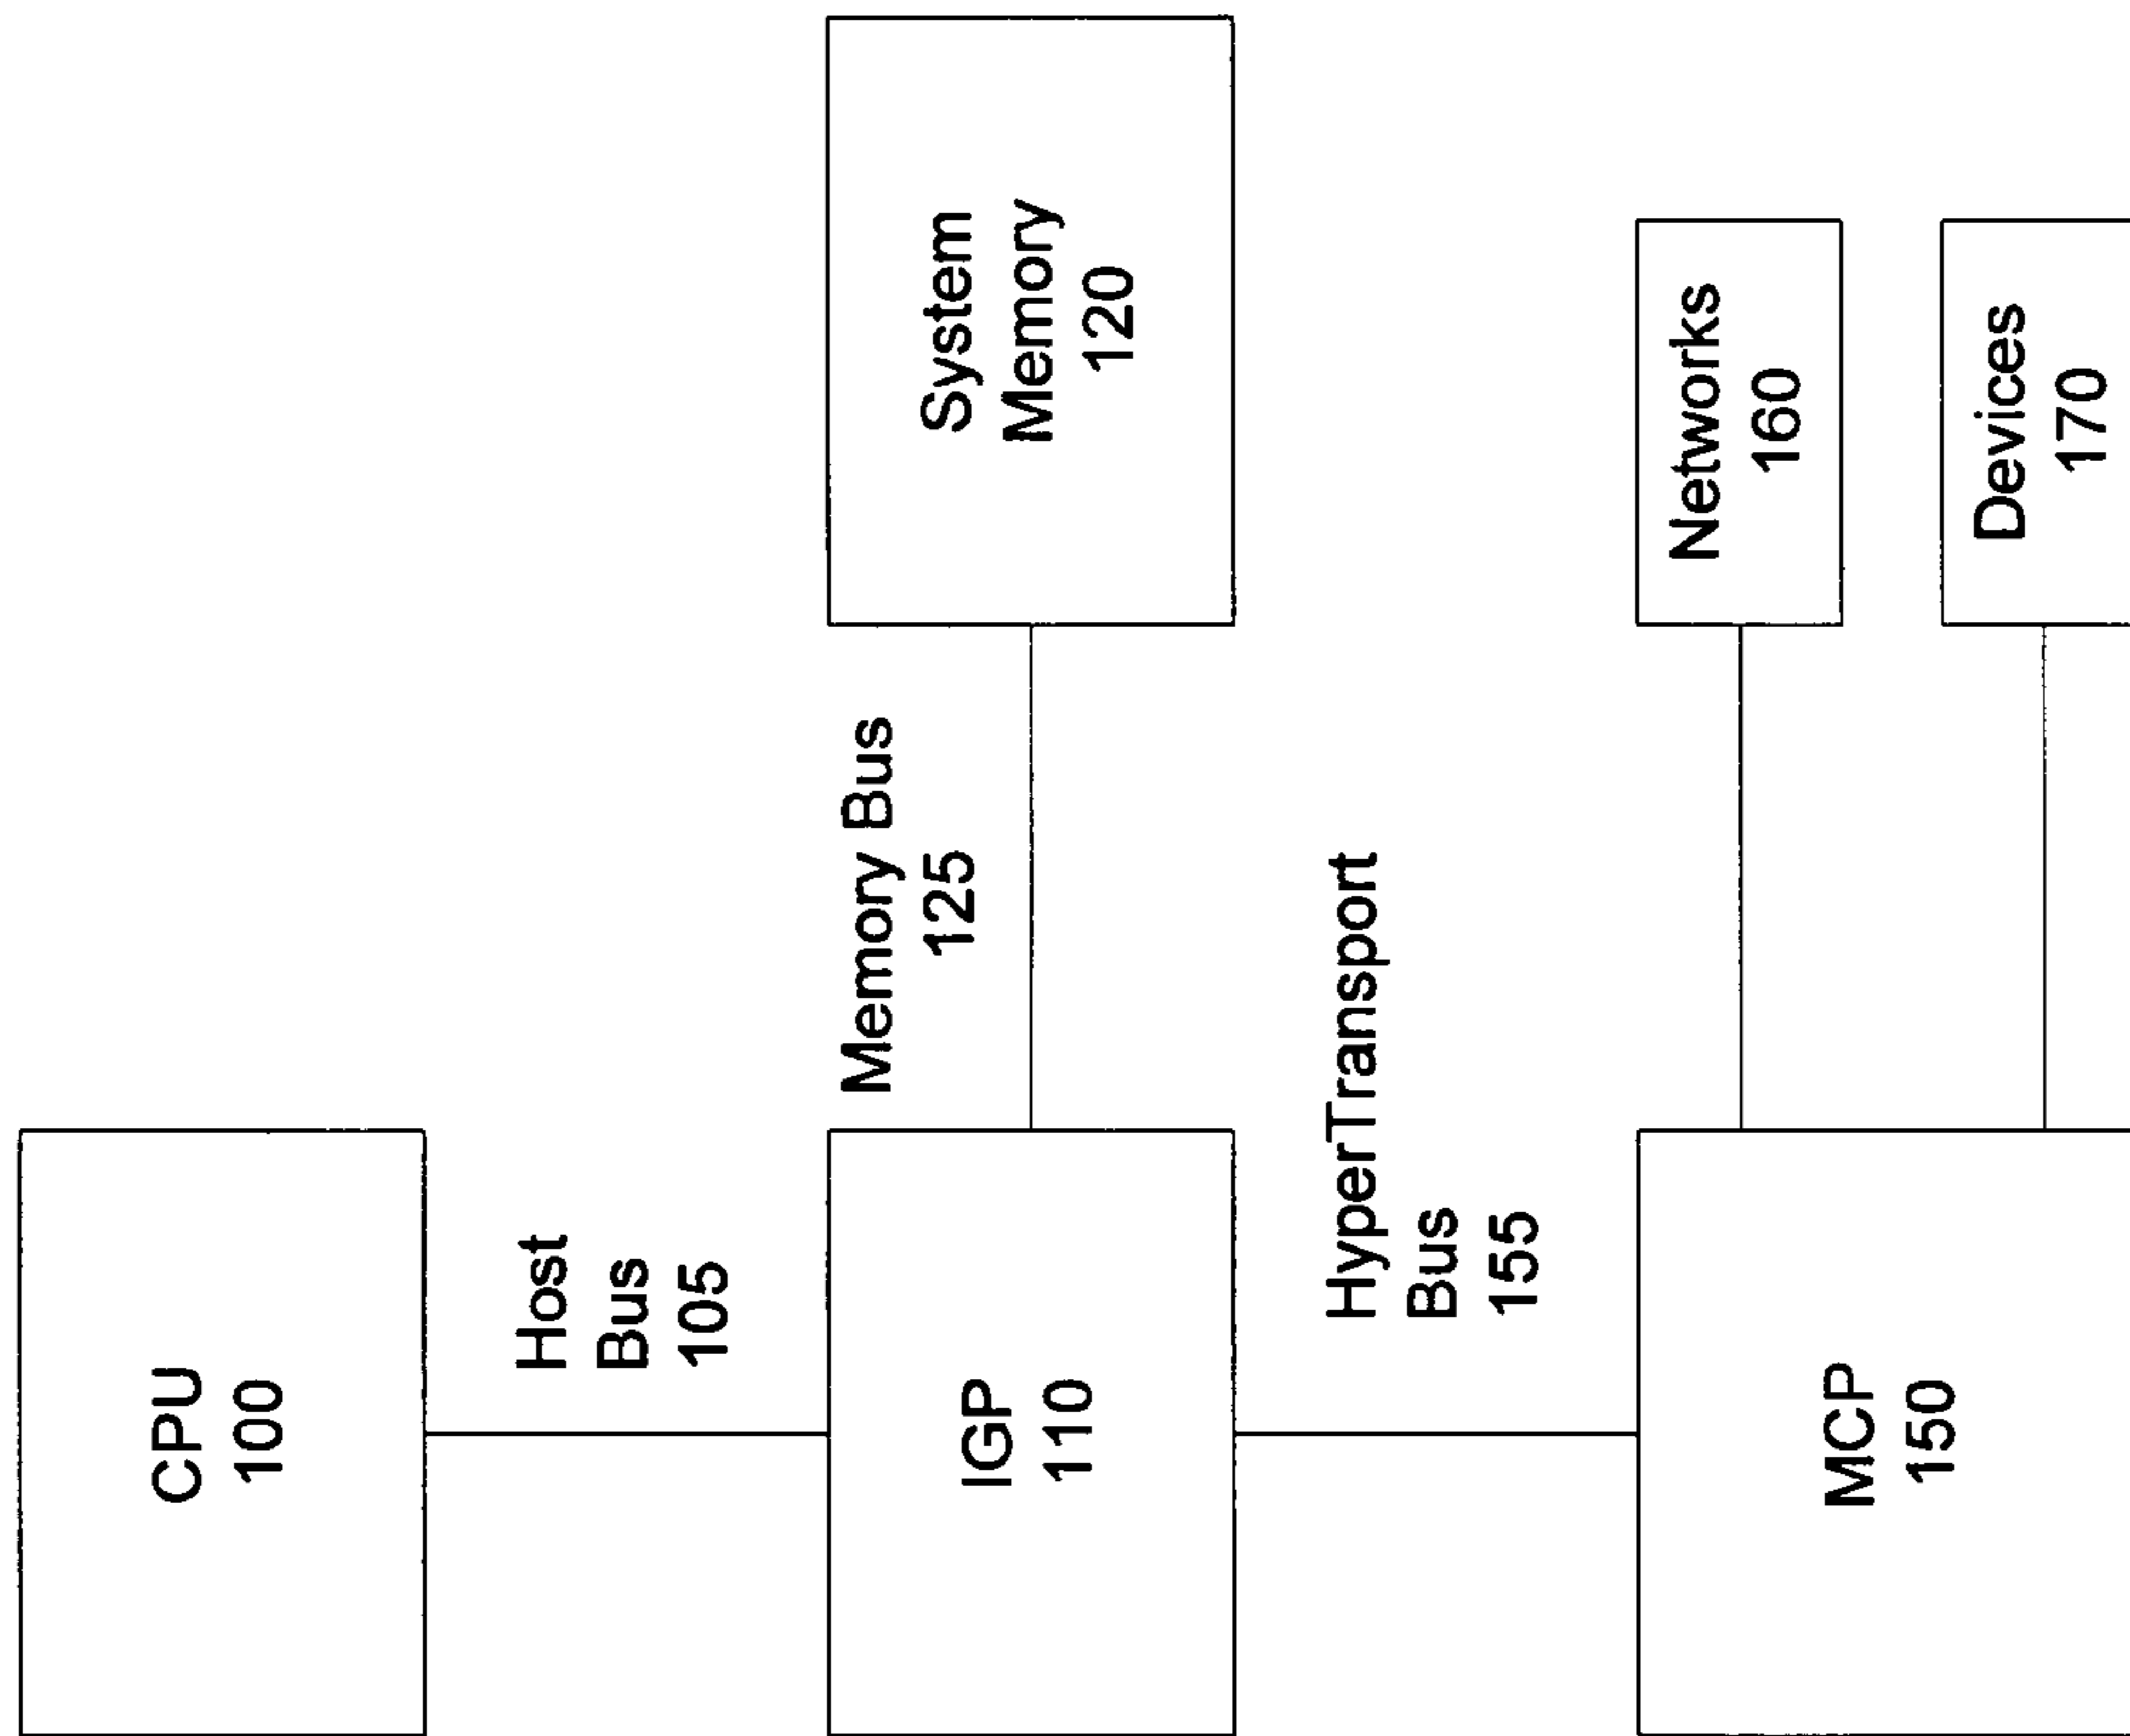 CPU
100
Host
Bus
105
IGP
110
Memory Bus
125
System
Memory
120
HyperTransport
Bus
155
MCP
150
Networks
160
Devices
170